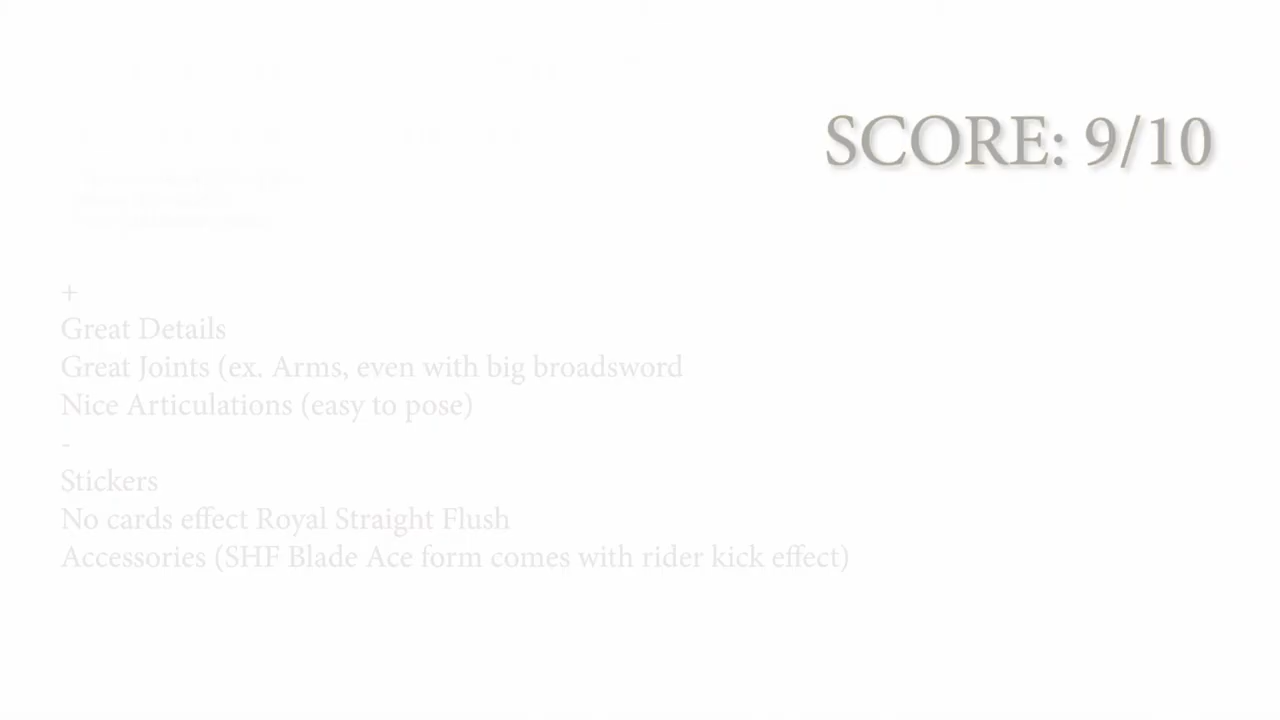 SCORE: 9/10
+
Great Details
Great Joints (ex. Arms, even with big broadsword
Nice Articulations (easy to pose)
-
Stickers
No cards effect Royal Straight Flush
Accessories (SHF Blade Ace form comes with rider kick effect)